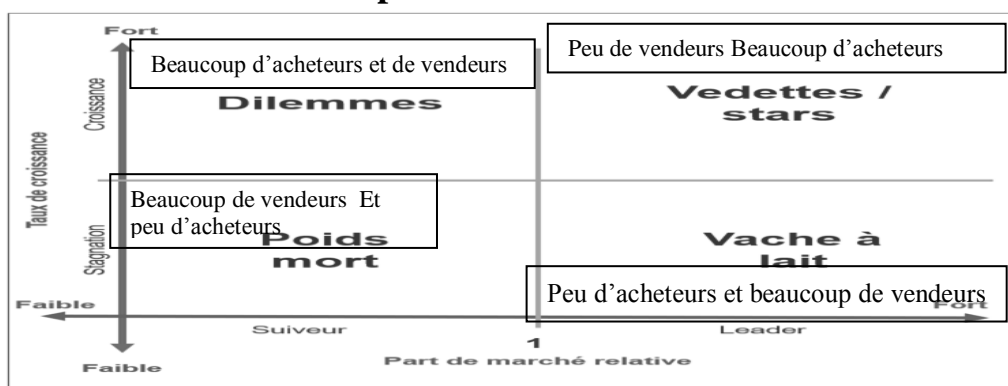 Fort
Beaucoup d’acheteurs et de vendeurs
Peu de vendeurs Beaucoup d’acheteurs
Dilemmes
Vedettes /
stars
Croissance
Taux de croissance
Beaucoup de vendeurs Et
peu d’acheteurs
Poids
mort
Vache à
lait
Stagnation
Peu d’acheteurs et beaucoup de vendeurs
Faible
Fort
Suiveur
1
Leader
Part de marché relative
Faible